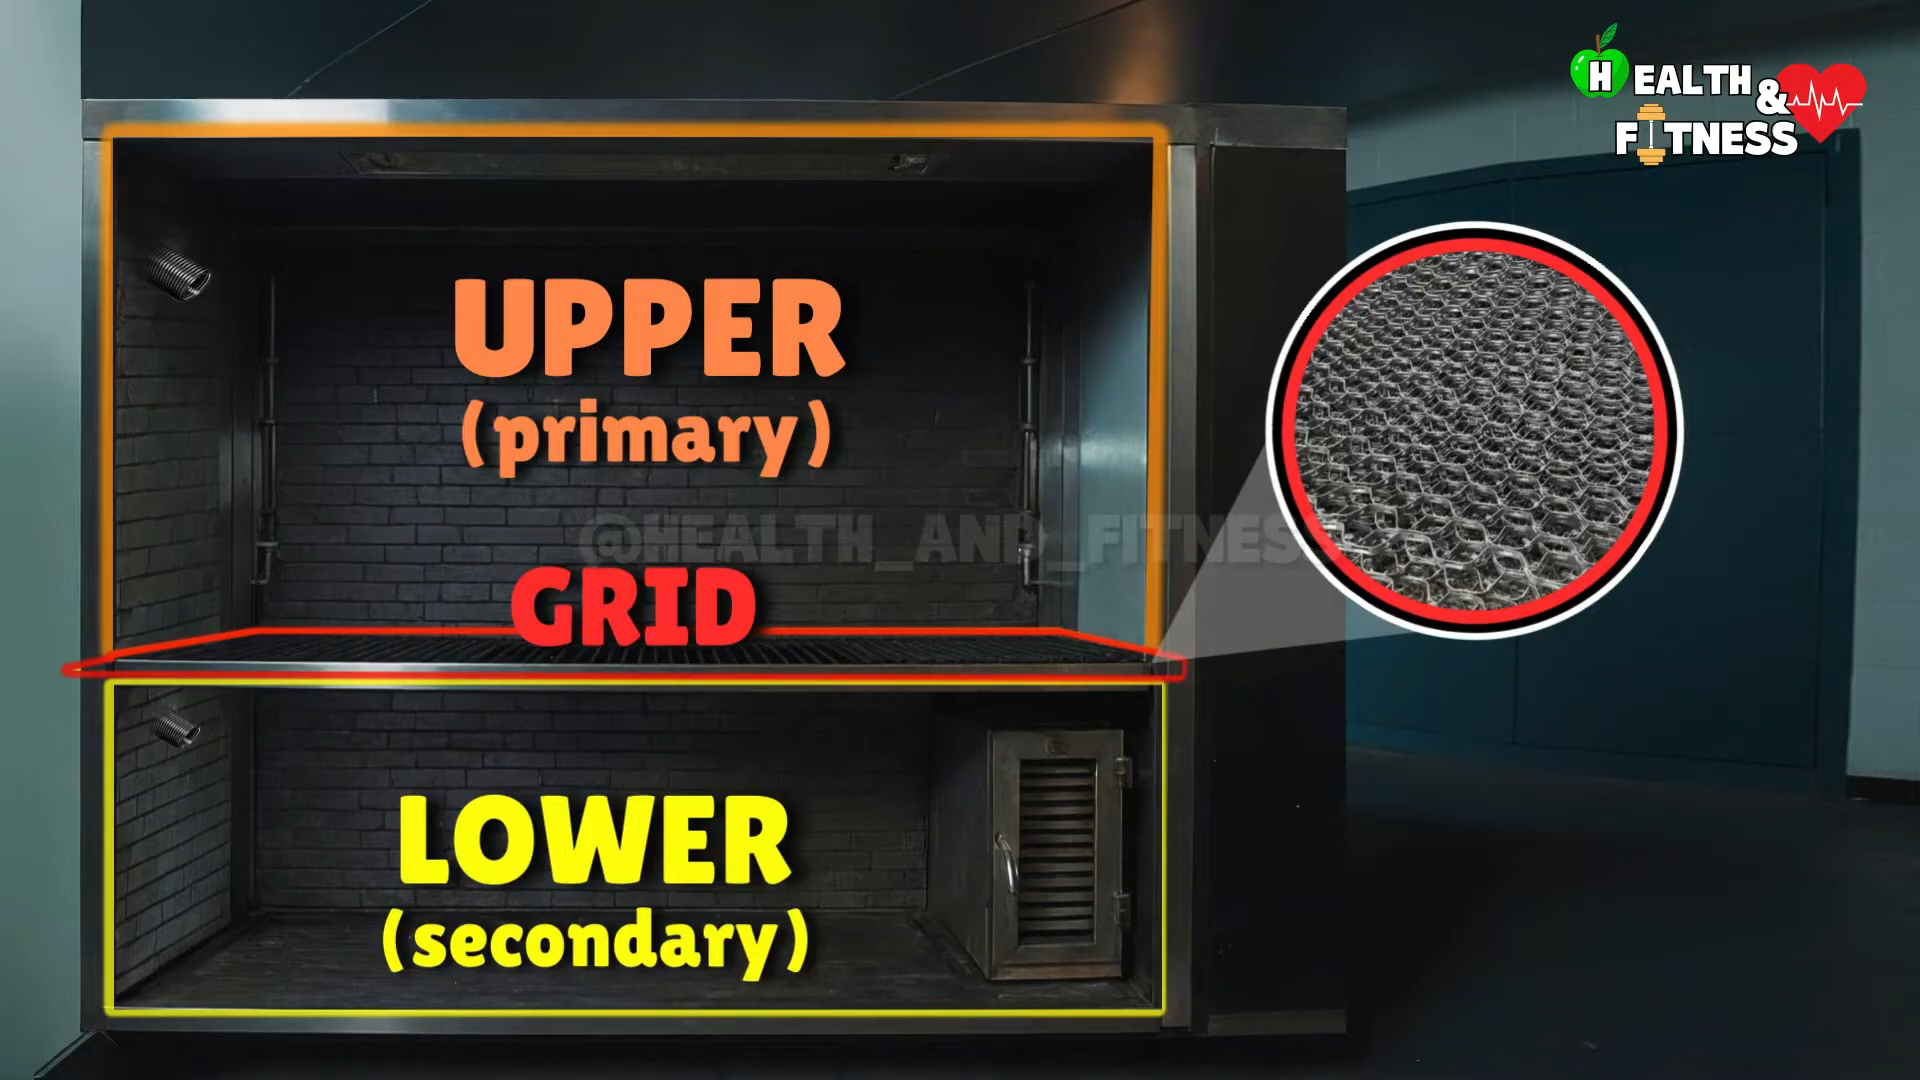 HEALTH &
FITNESS
UPPER
(primary)
@HEALTH_AND_FITNESS
GRID
LOWER
(secondary)